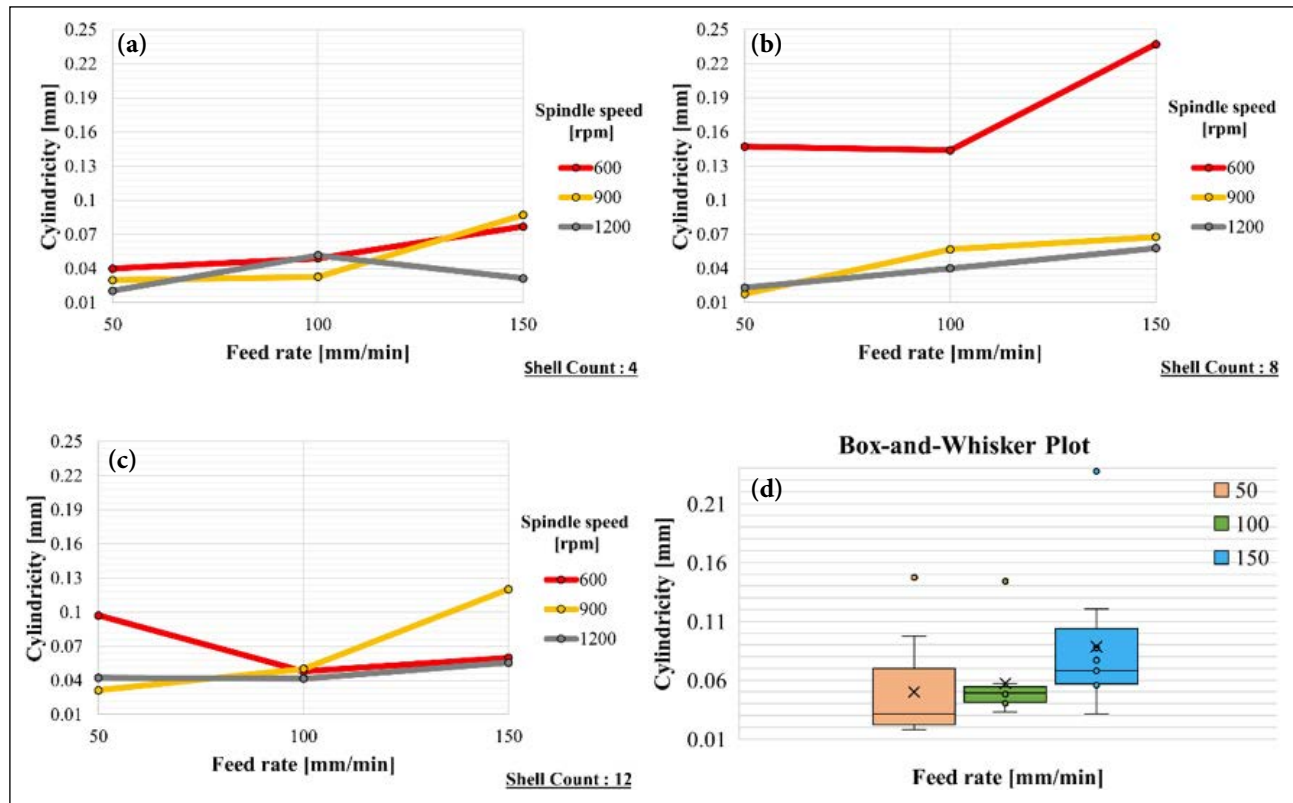 (a)
0.25
0.22
0.19
0.16
0.13
0.1
0.07
0.04
0.01
Cylindricity [mm]
50 100 150
Feed rate [mm/min]
Spindle speed
[rpm]
600
900
1200
Shell Count : 4
(b)
0.25
0.22
0.19
0.16
0.13
0.1
0.07
0.04
0.01
Cylindricity [mm]
50 100 150
Feed rate [mm/min]
Spindle speed
[rpm]
600
900
1200
Shell Count : 8
(c)
0.25
0.22
0.19
0.16
0.13
0.1
0.07
0.04
0.01
Cylindricity [mm]
50 100 150
Feed rate [mm/min]
Spindle speed
[rpm]
600
900
1200
Shell Count : 12
Box-and-Whisker Plot
(d)
0.21
0.16
0.11
0.06
0.01
Cylindricity [mm]
50
100
150
Feed rate [mm/min]